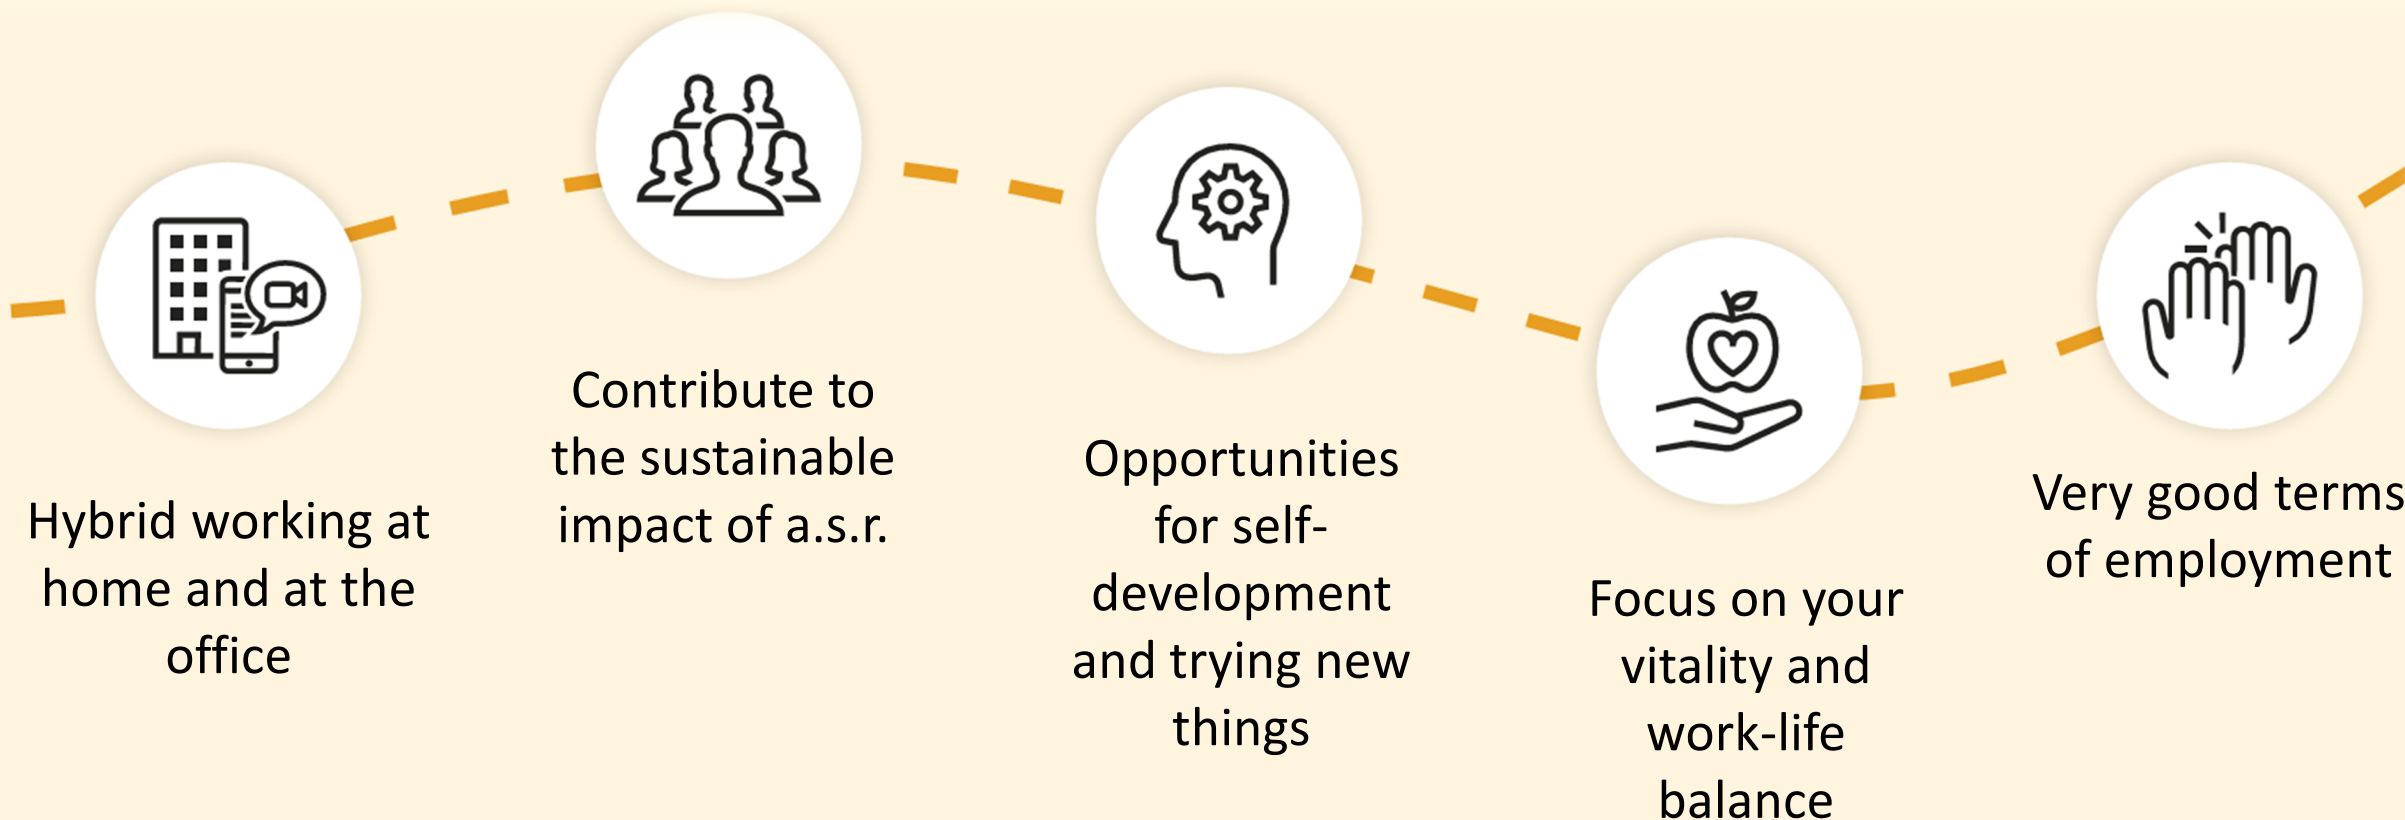 Hybrid working at
home and at the
office
Contribute to
the sustainable
impact of a.s.r.
Opportunities
for self-
development
and trying new
things
Focus on your
vitality and
work-life
balance
Very good terms
of employment